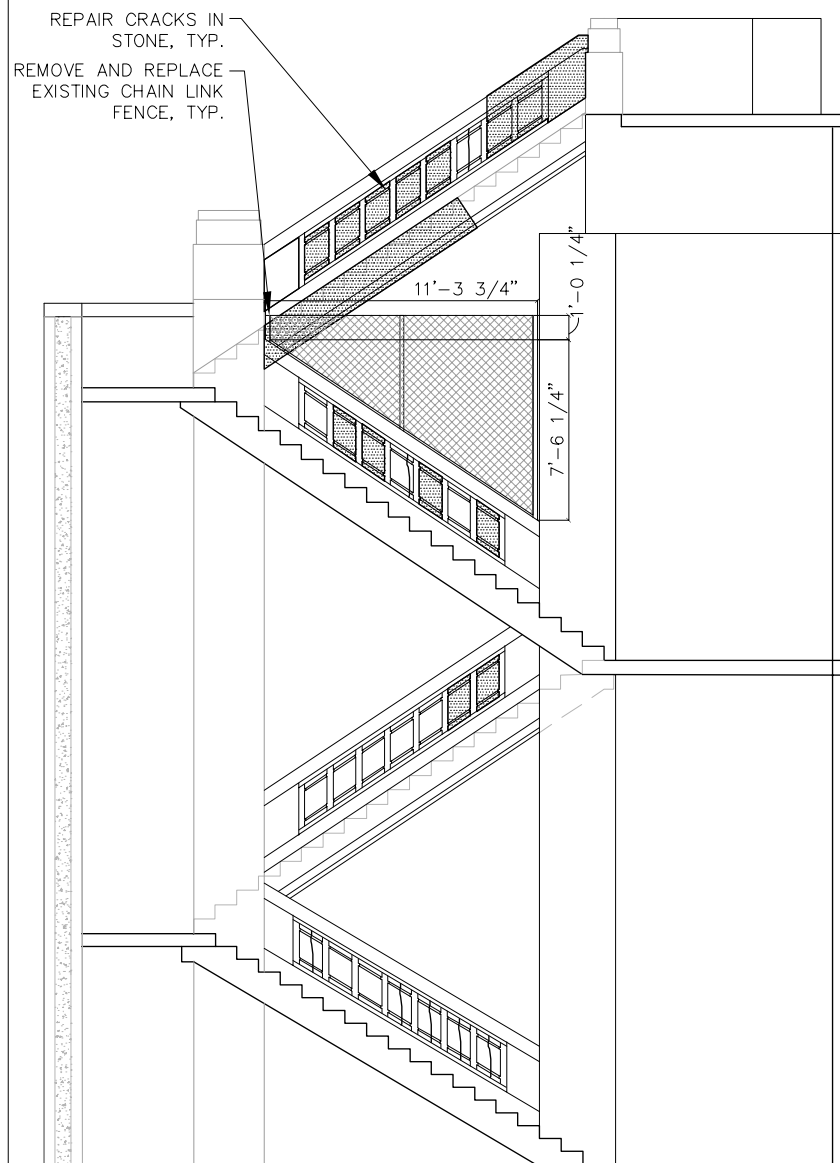 REPAIR CRACKS IN
STONE, TYP.
REMOVE AND REPLACE
EXISTING CHAIN LINK
FENCE, TYP.
11'-3 3/4"
1'-0 1/4"
7'-6 1/4"